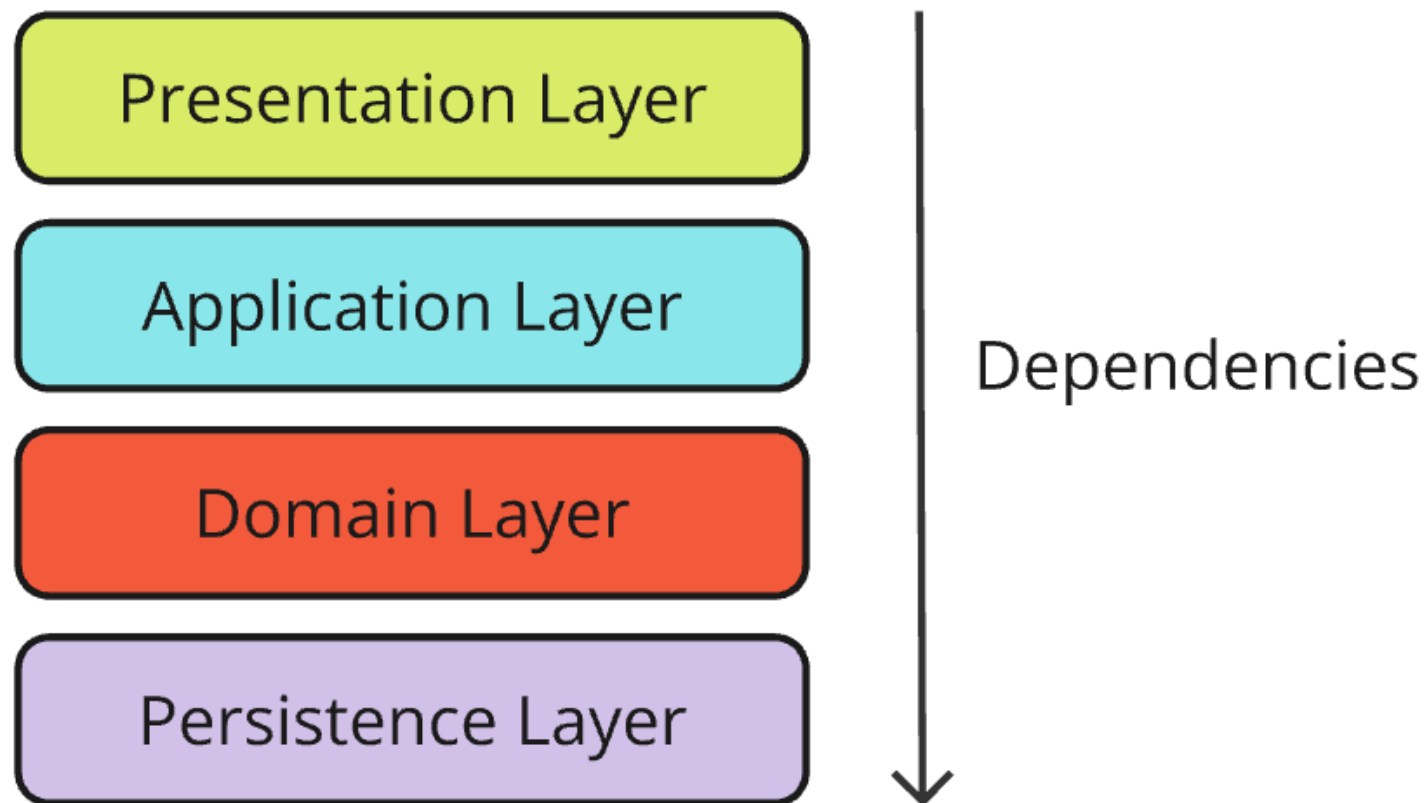 Presentation Layer
Application Layer
Dependencies
Domain Layer
Persistence Layer